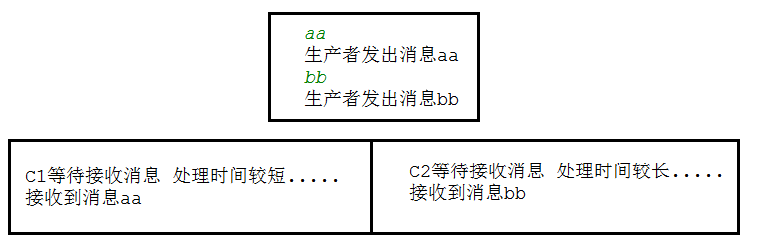 aa
生产者发出消息aa
bb
生产者发出消息bb
C1等待接收消息 处理时间较短.....
接收到消息aa
C2等待接收消息 处理时间较长.....
接收到消息bb